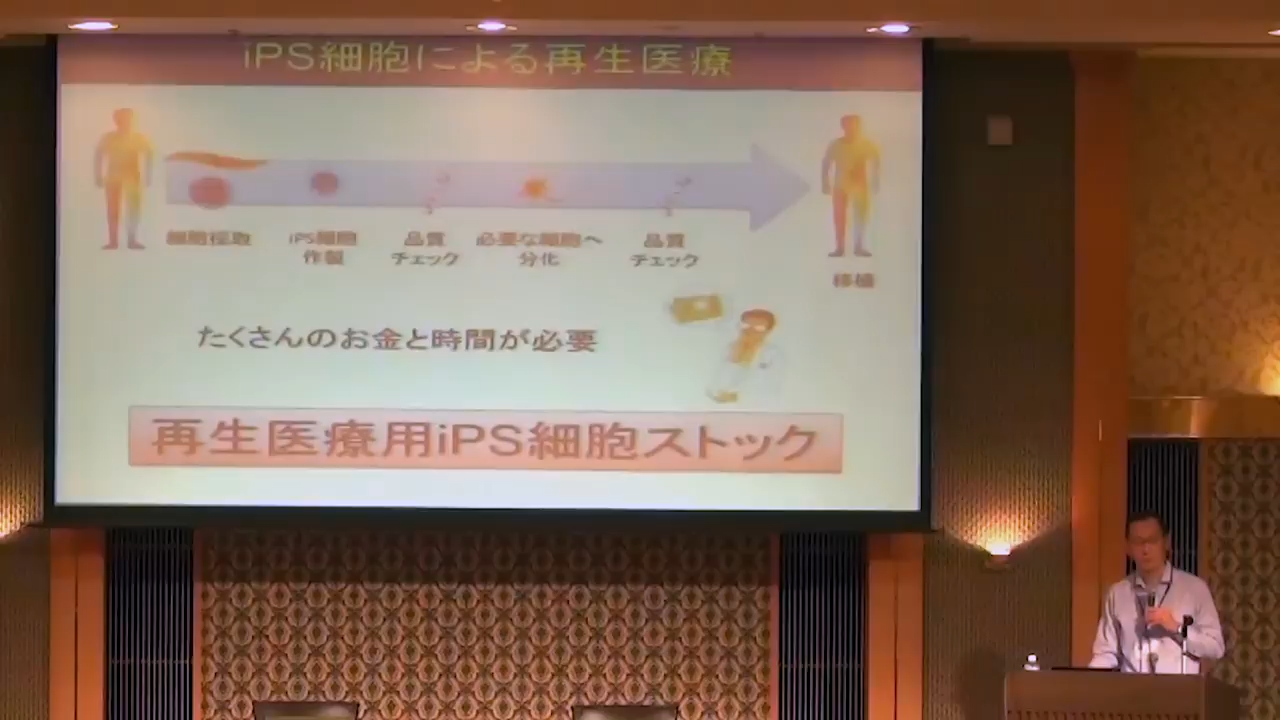 iPS細胞による再生医療
細胞採取
iPS細胞
作製
品質
チェック
必要な細胞へ
分化
品質
チェック
移植
たくさんのお金と時間が必要
再生医療用iPS細胞ストック